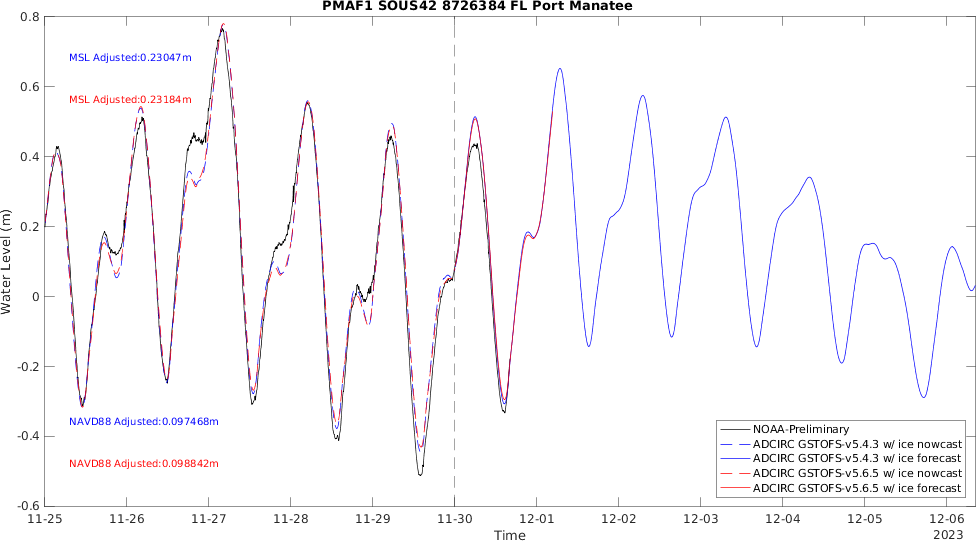 PMAF1 SOUS42 8726384 FL Port Manatee
0.8
0.6
0.4
0.2
0
-0.2
-0.4
-0.6
Water Level (m)
MSL Adjusted:0.23047m
MSL Adjusted:0.23184m
NAVD88 Adjusted:0.097468m
NAVD88 Adjusted:0.098842m
NOAA-Preliminary
ADCIRC GSTOFS-v5.4.3 w/ ice nowcast
ADCIRC GSTOFS-v5.4.3 w/ ice forecast
ADCIRC GSTOFS-v5.6.5 w/ ice nowcast
ADCIRC GSTOFS-v5.6.5 w/ ice forecast
11-25 11-26 11-27 11-28 11-29 11-30 12-01 12-02 12-03 12-04 12-05 12-06
2023
Time